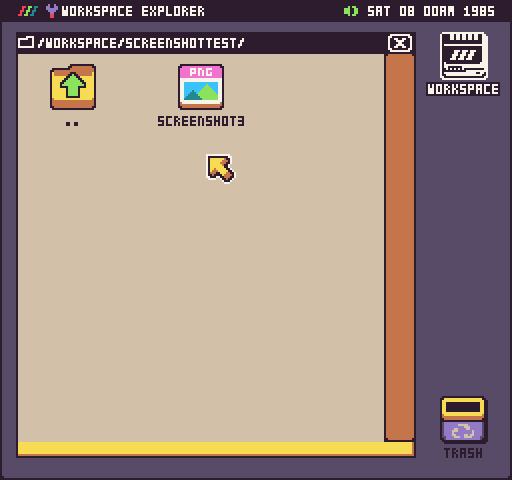 WORKSPACE EXPLORER
SAT 08 00AM 1985
/WORKSPACE/SCREENSHOTTEST/
WORKSPACE
PNG
..
SCREENSHOT3
TRASH